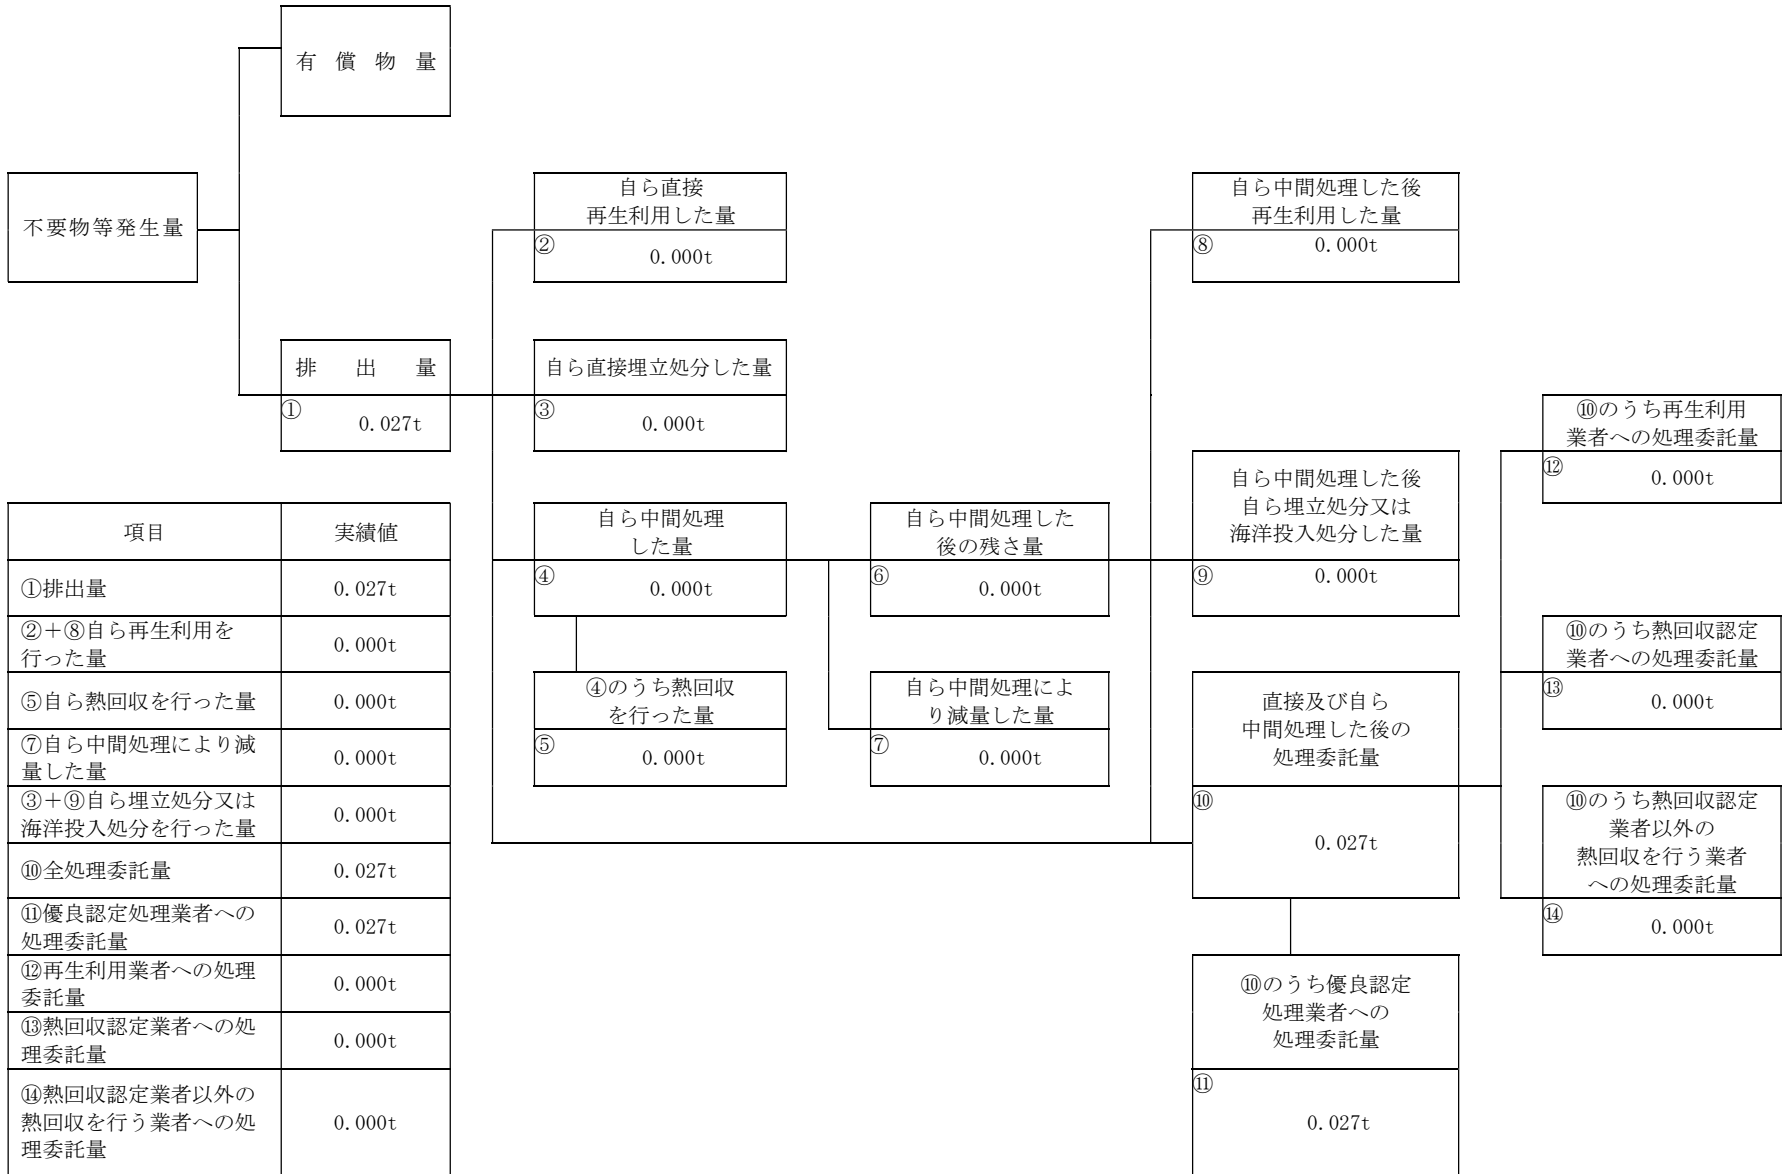 有　償　物　量
不要物等発生量
自ら直接
再生利用した量
②
0.000t
自ら中間処理した後
再生利用した量
⑧
0.000t
排　出　量
①
0.027t
自ら直接埋立処分した量
③
0.000t
⑩のうち再生利用
業者への処理委託量
⑫
0.000t
自ら中間処理
した量
④
0.000t
自ら中間処理した
後の残さ量
⑥
0.000t
自ら中間処理した後
自ら埋立処分又は
海洋投入処分した量
⑨
0.000t
⑩のうち熱回収認定
業者への処理委託量
⑬
0.000t
④のうち熱回収
を行った量
⑤
0.000t
自ら中間処理によ
り減量した量
⑦
0.000t
直接及び自ら
中間処理した後の
処理委託量
⑩
0.027t
⑩のうち熱回収認定
業者以外の
熱回収を行う業者
への処理委託量
⑭
0.000t
⑩のうち優良認定
処理業者への
処理委託量
⑪
0.027t
項目 実績値
①排出量 0.027t
②＋⑧自ら再生利用を
行った量
0.000t
⑤自ら熱回収を行った量 0.000t
⑦自ら中間処理により減
量した量
0.000t
③＋⑨自ら埋立処分又は
海洋投入処分を行った量
0.000t
⑩全処理委託量 0.027t
⑪優良認定処理業者への
処理委託量
0.027t
⑫再生利用業者への処理
委託量
0.000t
⑬熱回収認定業者への処
理委託量
0.000t
⑭熱回収認定業者以外の
熱回収を行う業者への処
理委託量
0.000t